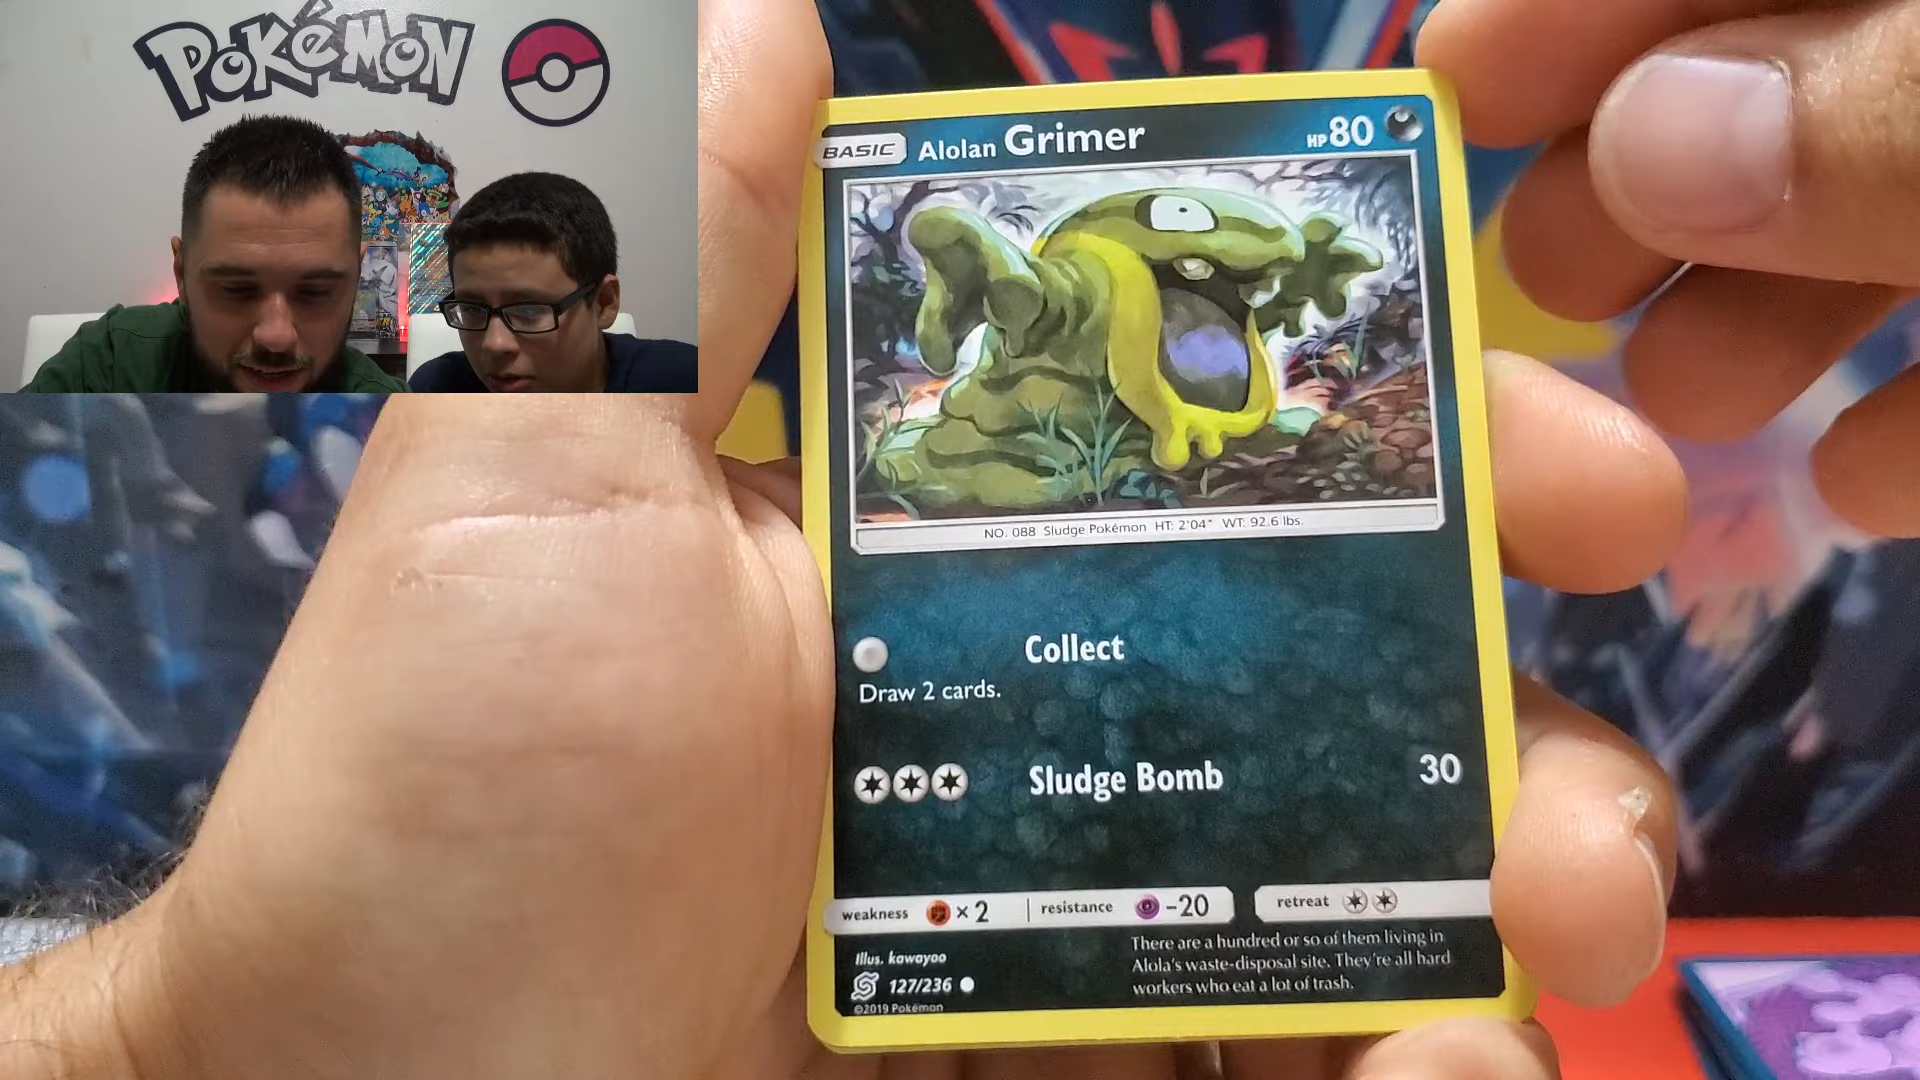 POKÉMON
BASIC Alolan Grimer HP 80
NO. 088 Sludge Pokémon HT: 2'04" WT: 92.6 lbs.
Collect
Draw 2 cards.
Sludge Bomb 30
weakness ×2 resistance -20 retreat
There are a hundred or so of them living in
Alola's waste-disposal site. They're all hard
workers who eat a lot of trash.
Illus. kawayoo
127/236
©2019 Pokémon